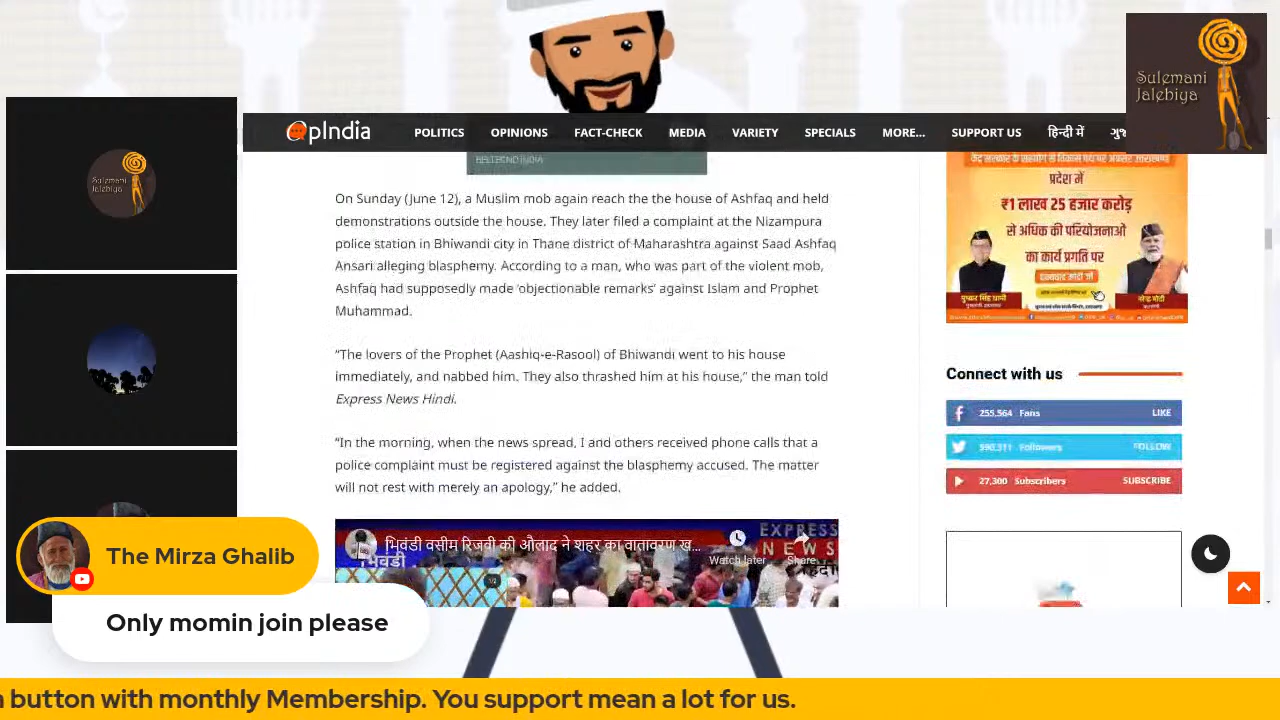 Sulemani
Jalebiya
OpIndia
POLITICS OPINIONS FACT-CHECK MEDIA VARIETY SPECIALS MORE... SUPPORT US हिन्दी में
On Sunday (June 12), a Muslim mob again reach the the house of Ashfaq and held
demonstrations outside the house. They later filed a complaint at the Nizampura
police station in Bhiwandi city in Thane district of Maharashtra against Saad Ashfaq
Ansari alleging blasphemy. According to a man, who was part of the violent mob,
Ashfaq had supposedly made ‘objectionable remarks’ against Islam and Prophet
Muhammad.
“The lovers of the Prophet (Aashiq-e-Rasool) of Bhiwandi went to his house
immediately, and nabbed him. They also thrashed him at his house,” the man told
Express News Hindi.
“In the morning, when the news spread, I and others received phone calls that a
police complaint must be registered against the blasphemy accused. The matter
will not rest with merely an apology,” he added.
भिवंडी वसीम रिजवी की औलाद ने शहर का वातावरण ख...
Watch later
Share
EXPRESS
NEWS
भिवंडी
प्रदेश में
₹1 लाख 25 हजार करोड़
से अधिक की परियोजनाओं
का कार्य प्रगति पर
Connect with us
255,564 Fans LIKE
590,311 Followers FOLLOW
27,300 Subscribers SUBSCRIBE
Sulemani
Jalebiya
The Mirza Ghalib
Only momin join please
button with monthly Membership. You support mean a lot for us.